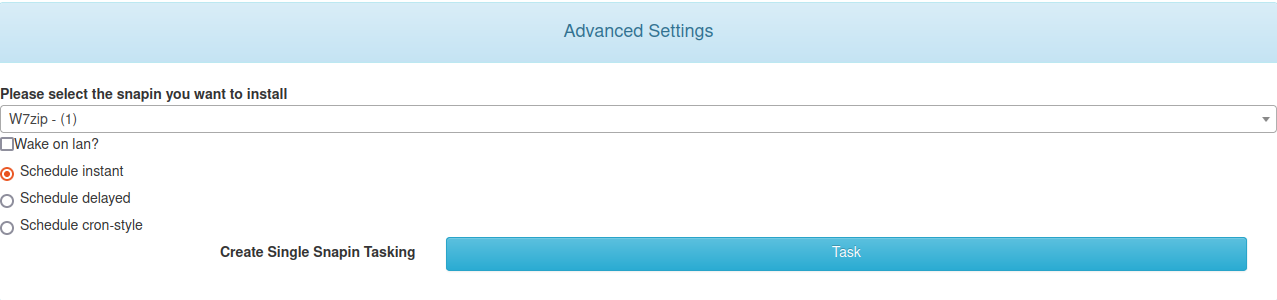 Advanced Settings
Please select the snapin you want to install
W7zip - (1)
Wake on lan?
Schedule instant
Schedule delayed
Schedule cron-style
Create Single Snapin Tasking Task